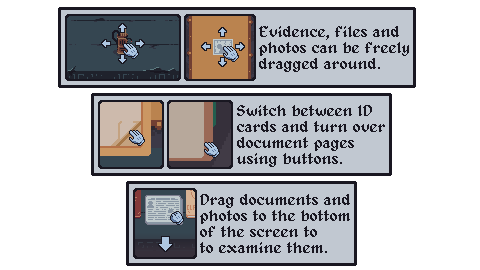 Evidence, files and
photos can be freely
dragged around.
Switch between ID
cards and turn over
document pages
using buttons.
Drag documents and
photos to the bottom
of the screen to
to examine them.